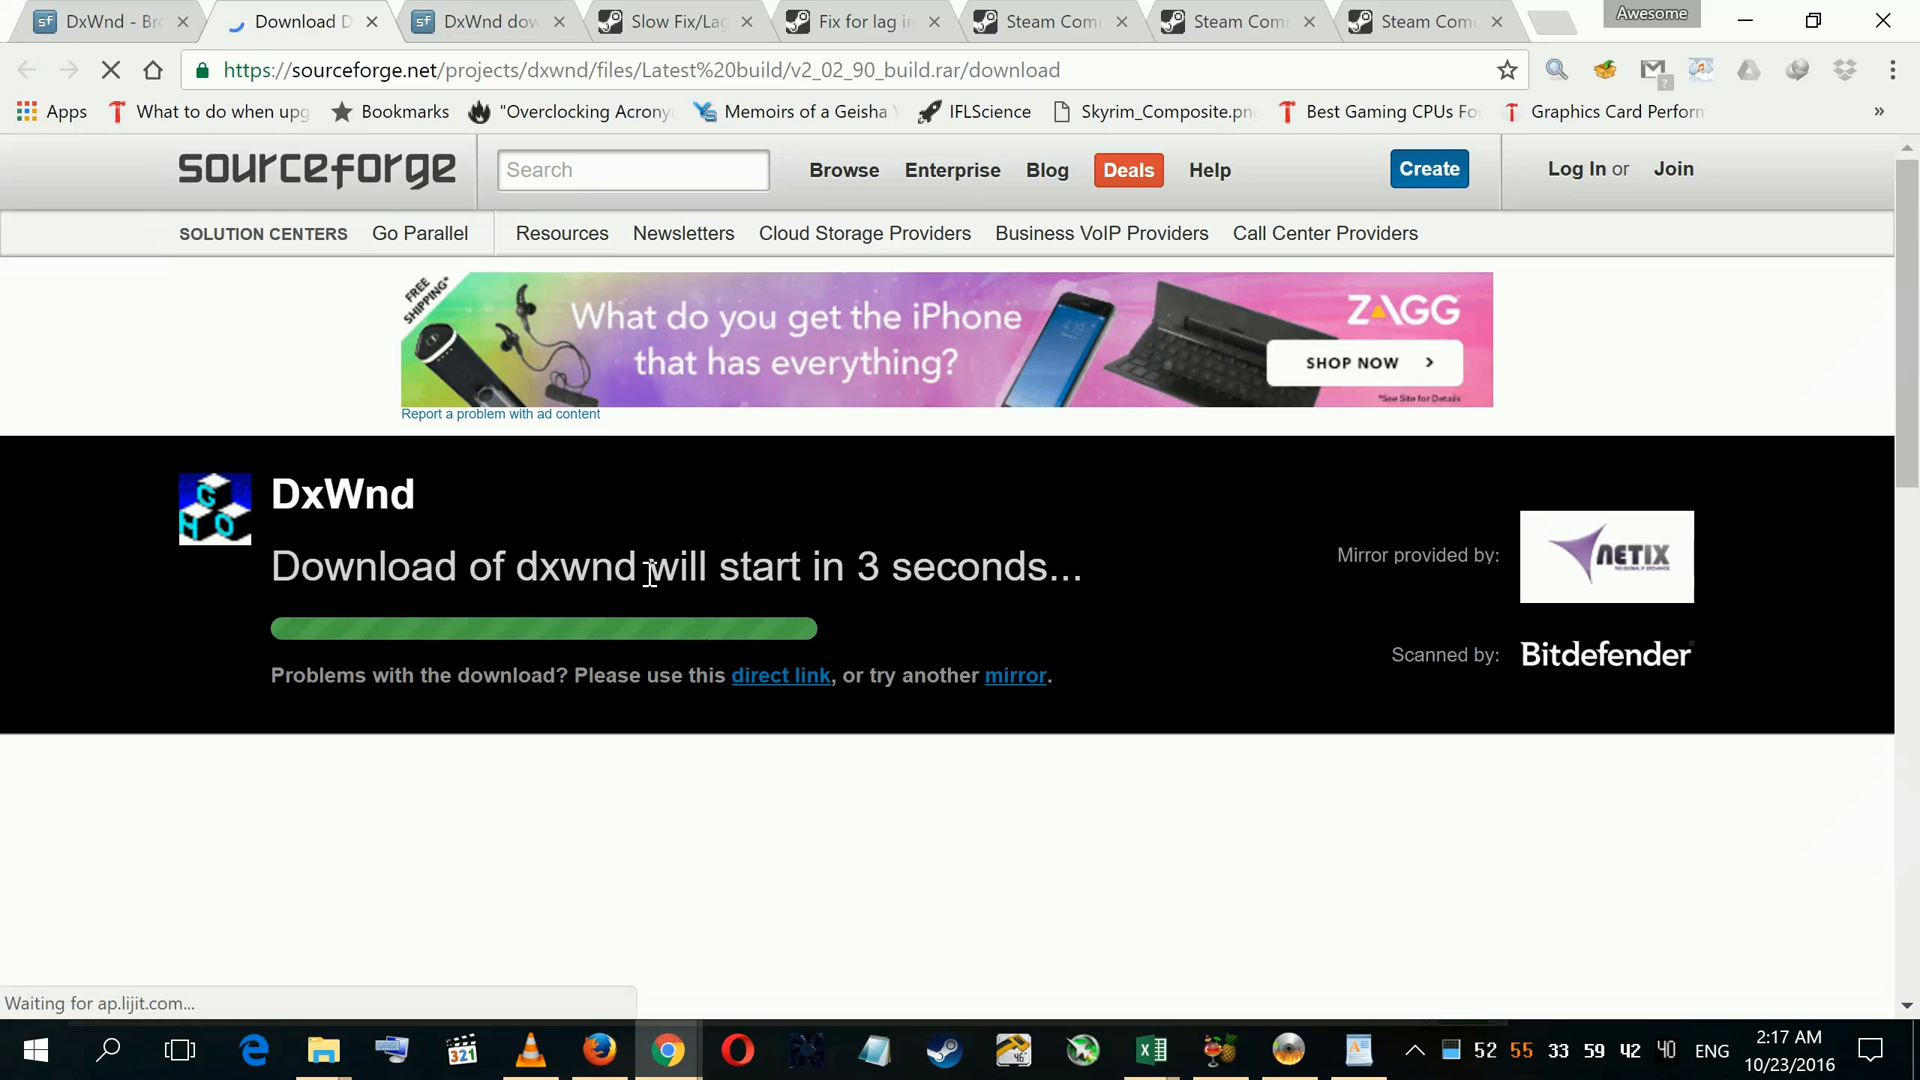 DxWnd - Bro
Download D
DxWnd dow
Slow Fix/Lag
Fix for lag in
Steam Com
Steam Com
Steam Com
Awesome
https://sourceforge.net/projects/dxwnd/files/Latest%20build/v2_02_90_build.rar/download
Apps
What to do when upg
Bookmarks
"Overclocking Acrony
Memoirs of a Geisha
IFLScience
Skyrim_Composite.pn
Best Gaming CPUs Fo
Graphics Card Perform
»
sourceforge
Search
Browse
Enterprise
Blog
Deals
Help
Create
Log In or Join
SOLUTION CENTERS
Go Parallel
Resources
Newsletters
Cloud Storage Providers
Business VoIP Providers
Call Center Providers
FREE
SHIPPING*
What do you get the iPhone
that has everything?
ZAGG
SHOP NOW >
*See Site for Details
Report a problem with ad content
G
H O
DxWnd
Download of dxwnd will start in 3 seconds...
Mirror provided by:
NETIX
Scanned by:
Bitdefender
Problems with the download? Please use this direct link, or try another mirror.
Waiting for ap.lijit.com...
321
46°
52 55 33 59 42 40
ENG
2:17 AM
10/23/2016